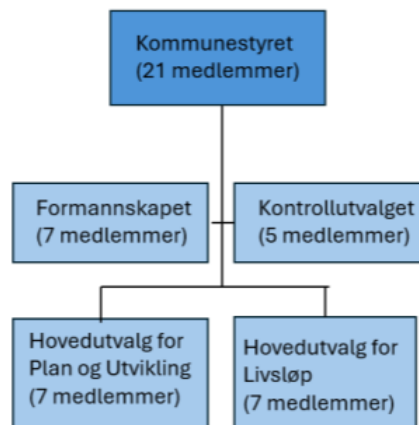 Kommunestyret
(21 medlemmer)
Formannskapet
(7 medlemmer)
Kontrollutvalget
(5 medlemmer)
Hovedutvalg for
Plan og Utvikling
(7 medlemmer)
Hovedutvalg for
Livsløp
(7 medlemmer)